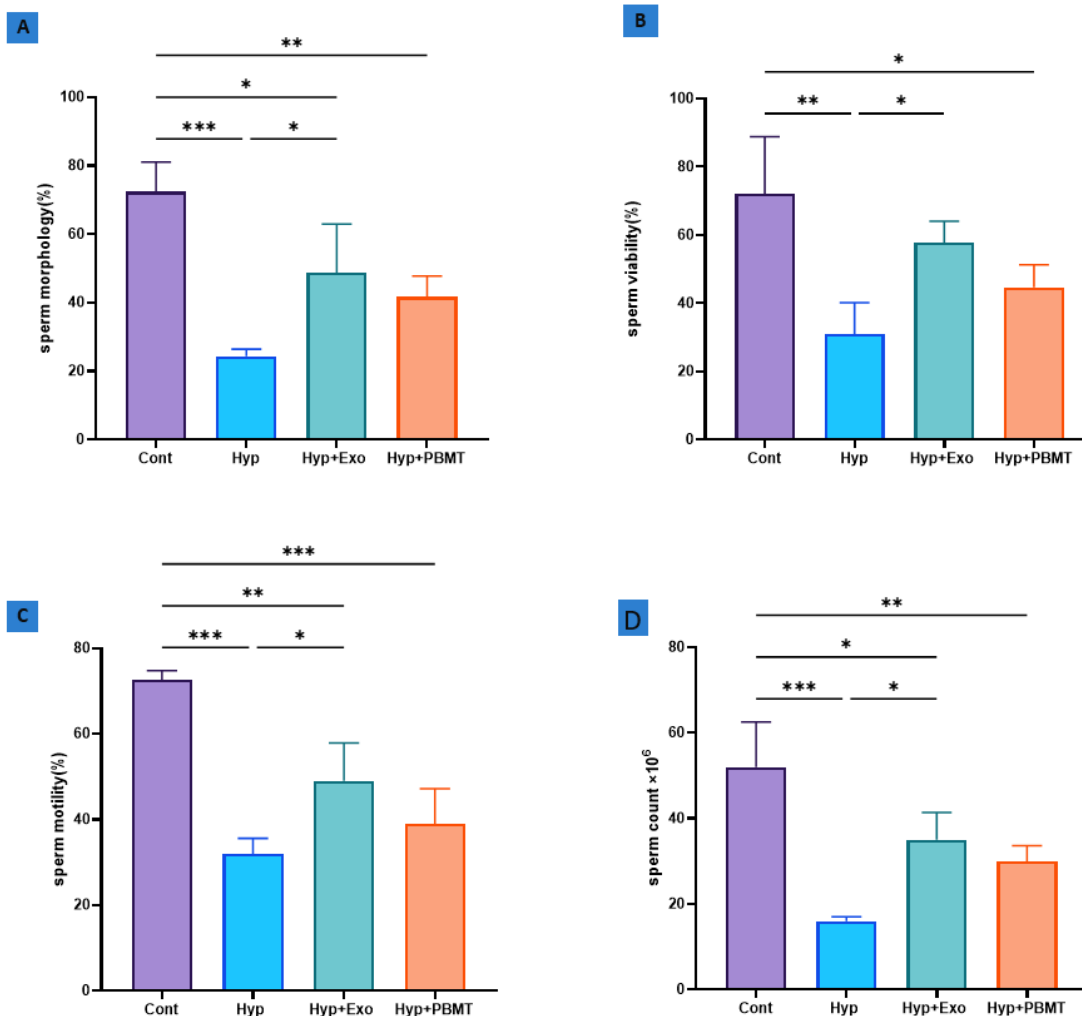 A
**
*
*** *
100
80
60
40
20
0
sperm morphology(%)
Cont Hyp Hyp+Exo Hyp+PBMT
B
*
** *
100
80
60
40
20
0
sperm viability(%)
Cont Hyp Hyp+Exo Hyp+PBMT
C
***
**
*** *
80
60
40
20
0
sperm motility(%)
Cont Hyp Hyp+Exo Hyp+PBMT
D
**
*
*** *
80
60
40
20
0
sperm count ×10⁶
Cont Hyp Hyp+Exo Hyp+PBMT